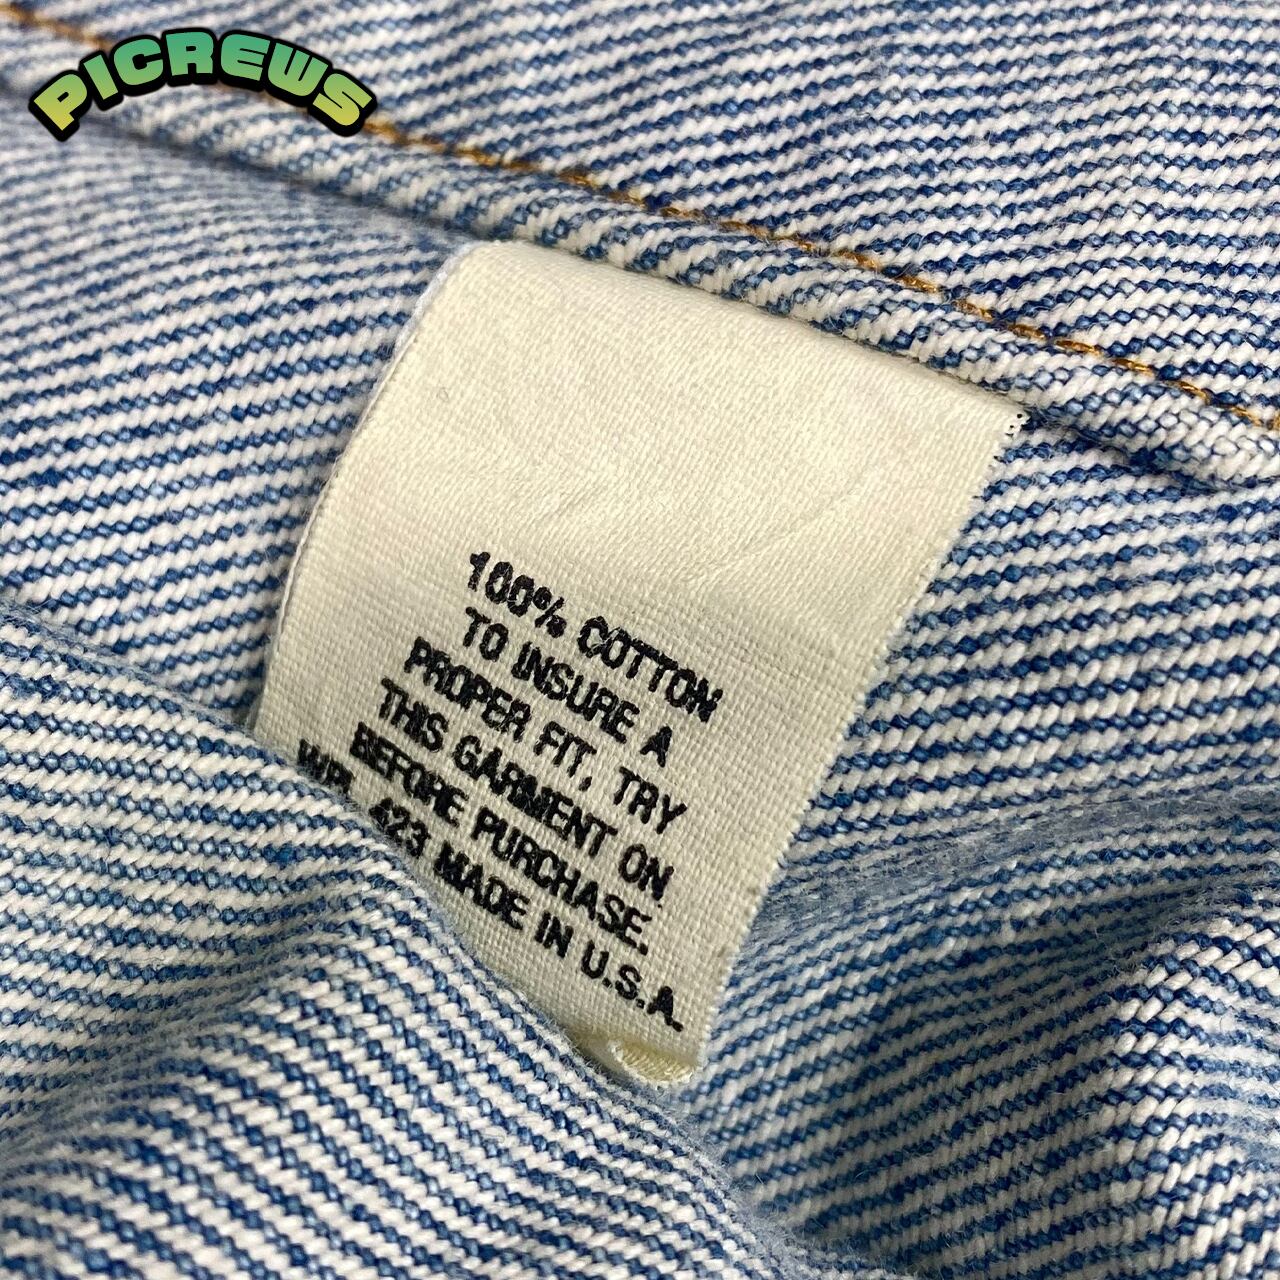 PICREWS
100% COTTON
TO INSURE A
PROPER FIT, TRY
THIS GARMENT ON
BEFORE PURCHASE.
WPL 423 MADE IN U.S.A.